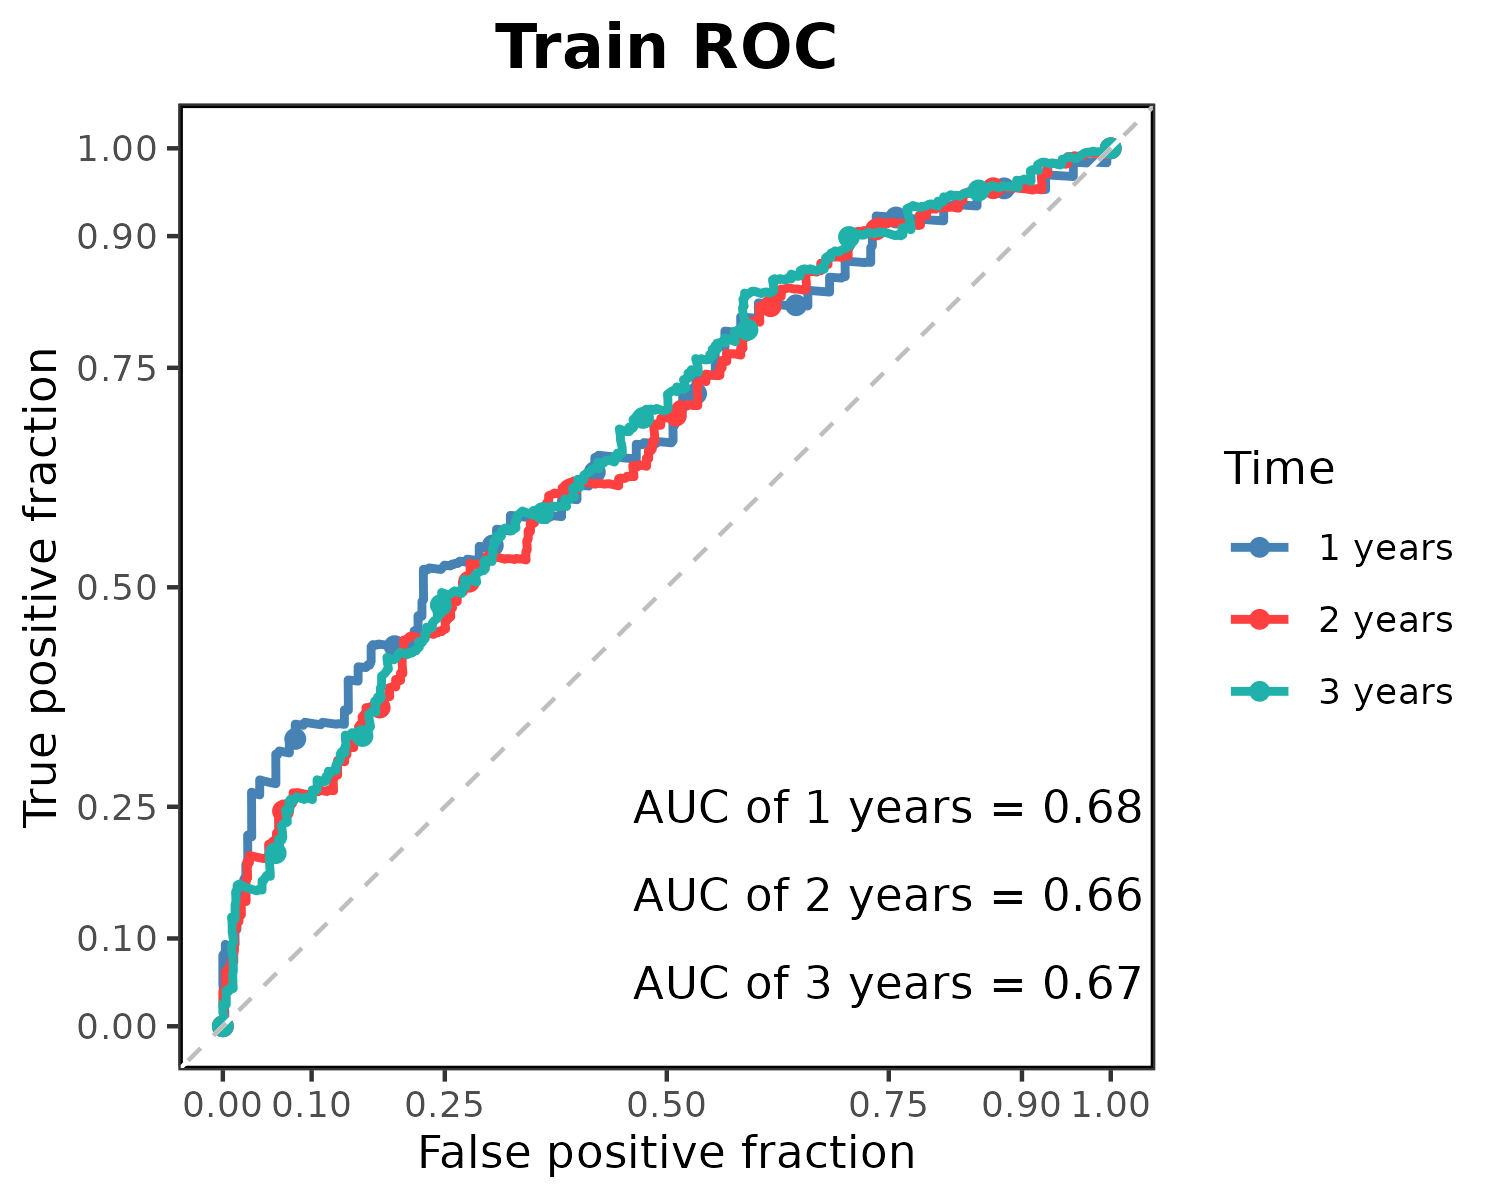 Train ROC
True positive fraction
1.00
0.90
0.75
0.50
0.25
0.10
0.00
AUC of 1 years = 0.68
AUC of 2 years = 0.66
AUC of 3 years = 0.67
0.00 0.10 0.25 0.50 0.75 0.90 1.00
False positive fraction
Time
1 years
2 years
3 years